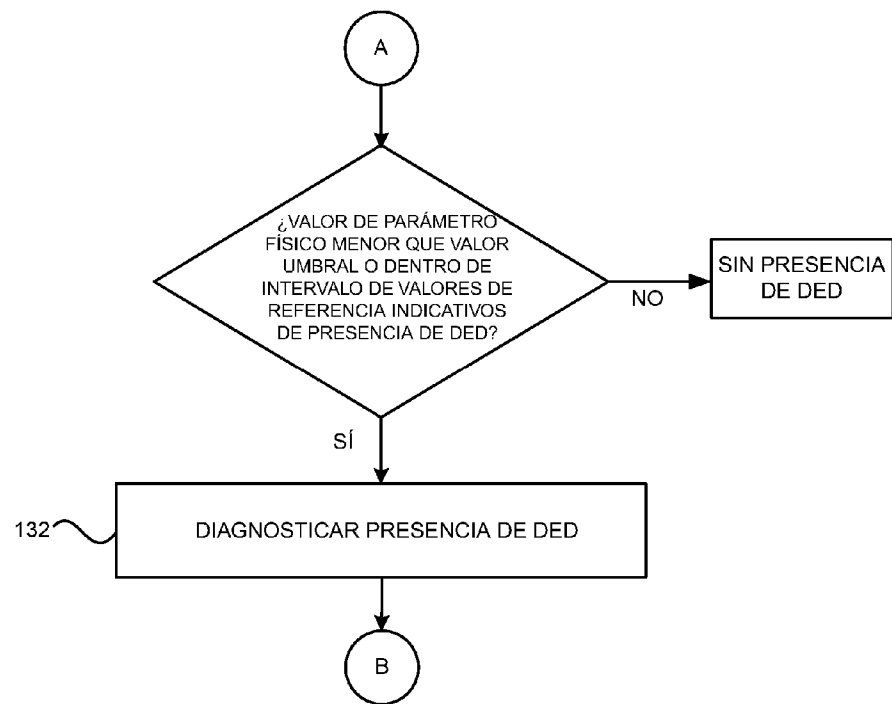 A
¿VALOR DE PARÁMETRO
FÍSICO MENOR QUE VALOR
UMBRAL O DENTRO DE
INTERVALO DE VALORES DE
REFERENCIA INDICATIVOS
DE PRESENCIA DE DED?
NO
SIN PRESENCIA
DE DED
SÍ
132
DIAGNOSTICAR PRESENCIA DE DED
B